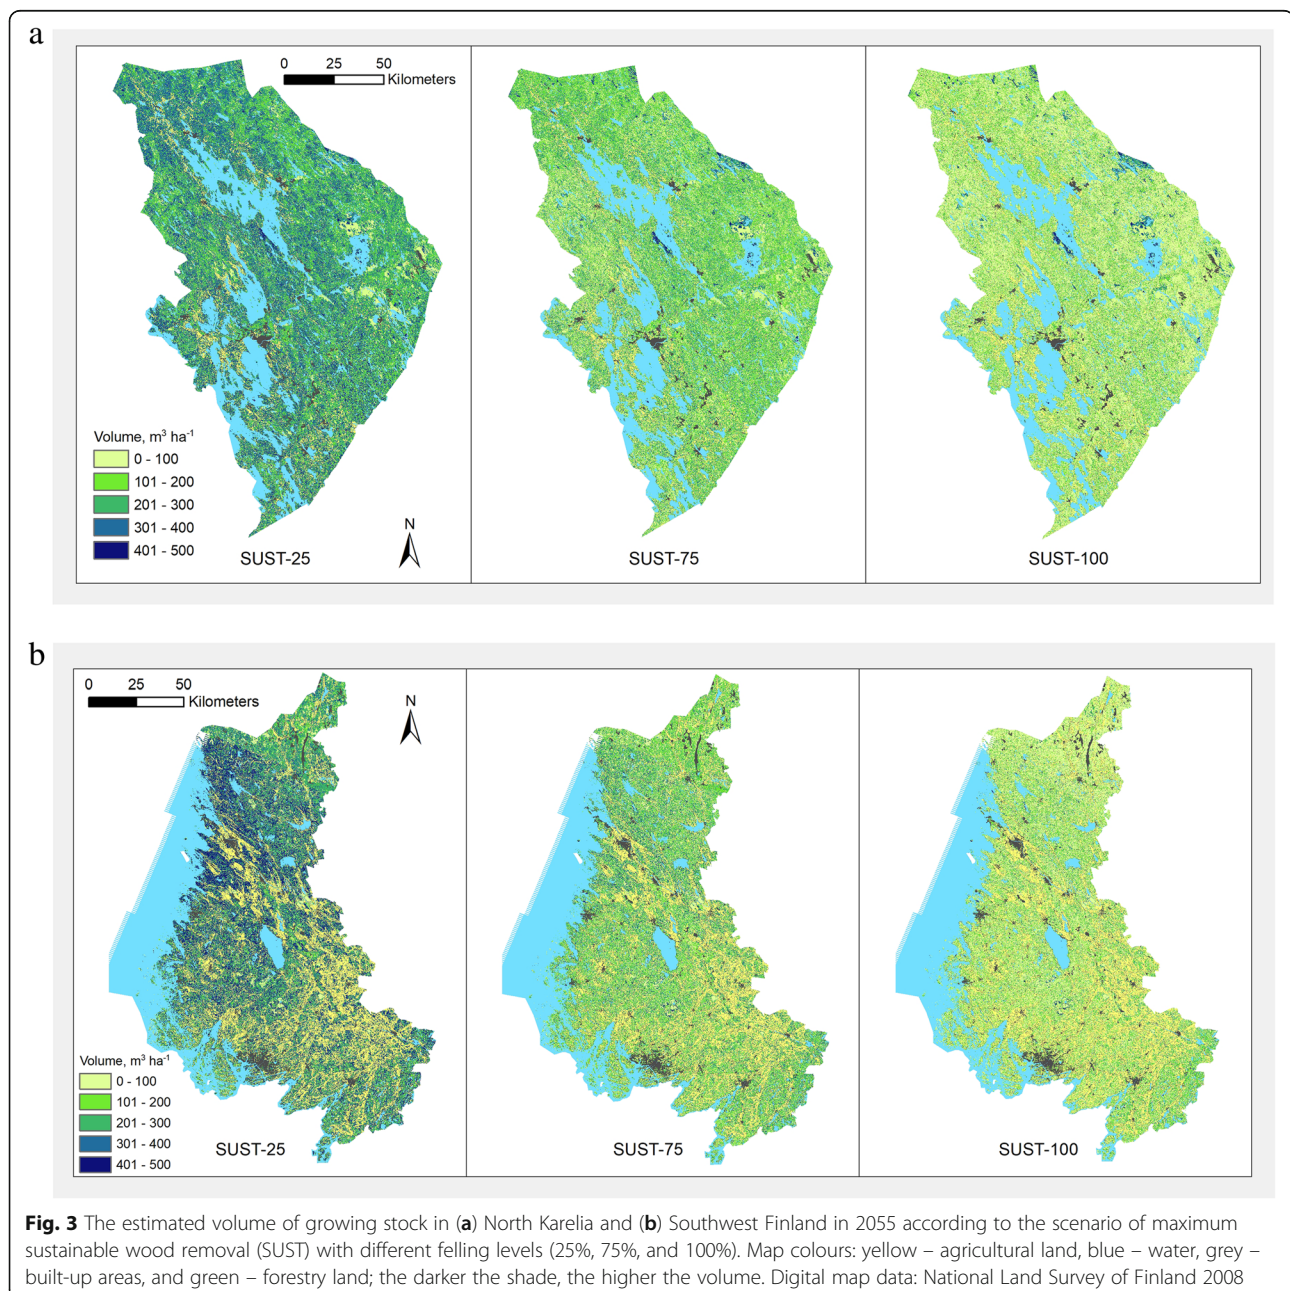 a
0 25 50
Kilometers
Volume, m³ ha⁻¹
0 - 100
101 - 200
201 - 300
301 - 400
401 - 500
N
SUST-25
SUST-75
SUST-100
b
0 25 50
Kilometers
N
Volume, m³ ha⁻¹
0 - 100
101 - 200
201 - 300
301 - 400
401 - 500
SUST-25
SUST-75
SUST-100
Fig. 3 The estimated volume of growing stock in (a) North Karelia and (b) Southwest Finland in 2055 according to the scenario of maximum
sustainable wood removal (SUST) with different felling levels (25%, 75%, and 100%). Map colours: yellow – agricultural land, blue – water, grey –
built-up areas, and green – forestry land; the darker the shade, the higher the volume. Digital map data: National Land Survey of Finland 2008